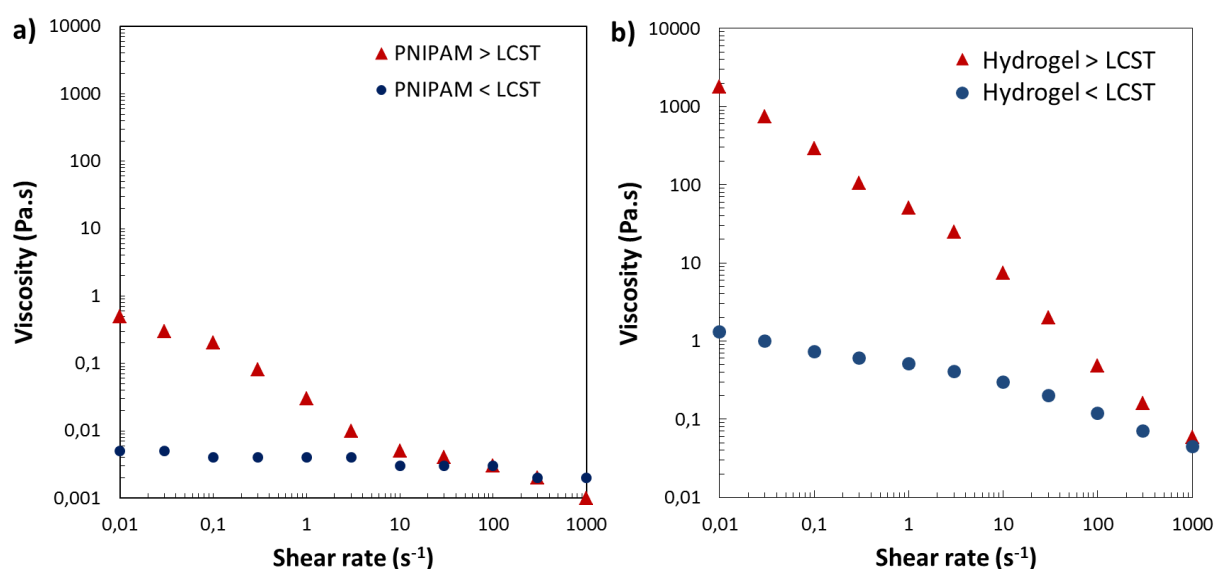 a)
PNIPAM > LCST
PNIPAM < LCST
Viscosity (Pa.s)
10000
1000
100
10
1
0,1
0,01
0,001
0,01 0,1 1 10 100 1000
Shear rate (s⁻¹)
b)
Hydrogel > LCST
Hydrogel < LCST
Viscosity (Pa.s)
10000
1000
100
10
1
0,1
0,01
0,01 0,1 1 10 100 1000
Shear rate (s⁻¹)